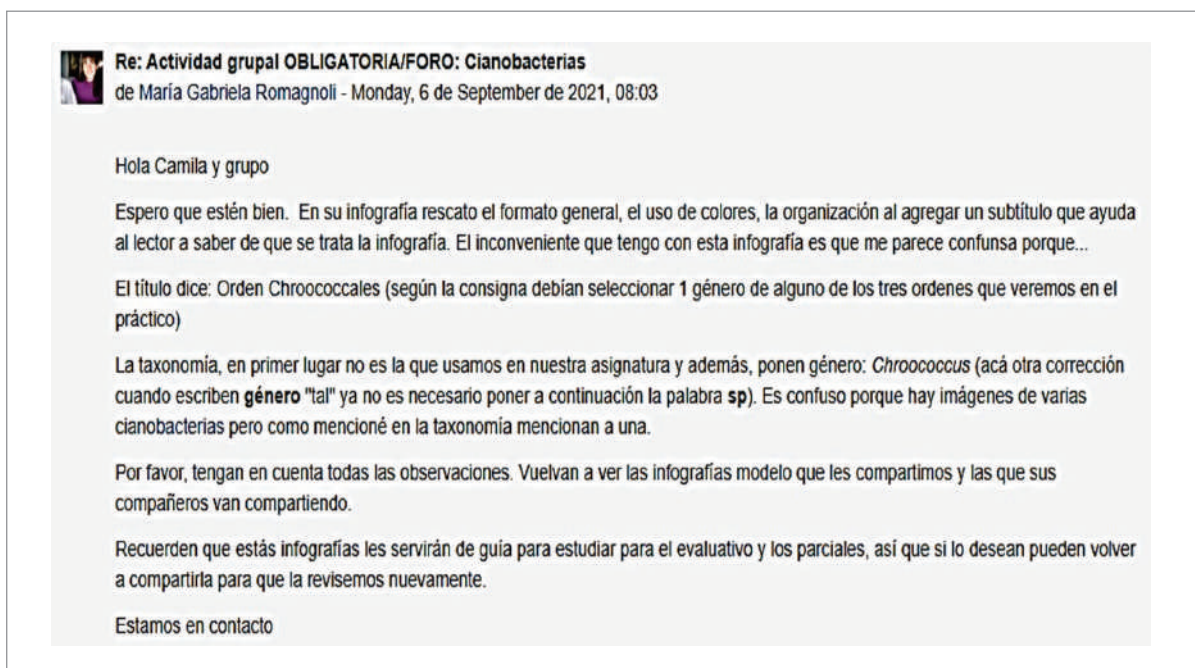 Re: Actividad grupal OBLIGATORIA/FORO: Cianobacterias
de María Gabriela Romagnoli - Monday, 6 de September de 2021, 08:03
Hola Camila y grupo
Espero que estén bien. En su infografía rescato el formato general, el uso de colores, la organización al agregar un subtítulo que ayuda
al lector a saber de que se trata la infografía. El inconveniente que tengo con esta infografía es que me parece confunsa porque...
El título dice: Orden Chroococcales (según la consigna debían seleccionar 1 género de alguno de los tres ordenes que veremos en el
práctico)
La taxonomía, en primer lugar no es la que usamos en nuestra asignatura y además, ponen género: Chroococcus (acá otra corrección
cuando escriben género "tal" ya no es necesario poner a continuación la palabra sp). Es confuso porque hay imágenes de varias
cianobacterias pero como mencioné en la taxonomía mencionan a una.
Por favor, tengan en cuenta todas las observaciones. Vuelvan a ver las infografías modelo que les compartimos y las que sus
compañeros van compartiendo.
Recuerden que estás infografías les servirán de guía para estudiar para el evaluativo y los parciales, así que si lo desean pueden volver
a compartirla para que la revisemos nuevamente.
Estamos en contacto